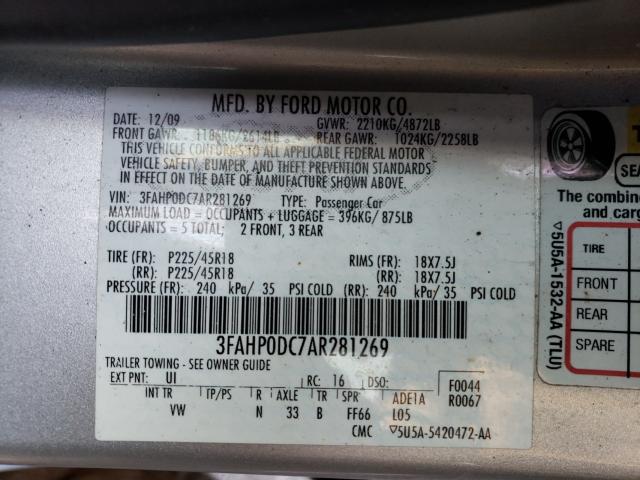 MFD. BY FORD MOTOR CO.
DATE: 12/09 GVWR: 2210KG/4872LB
FRONT GAWR: 1186KG/2614LB REAR GAWR: 1024KG/2258LB
THIS VEHICLE CONFORMS TO ALL APPLICABLE FEDERAL MOTOR
VEHICLE SAFETY, BUMPER, AND THEFT PREVENTION STANDARDS
IN EFFECT ON THE DATE OF MANUFACTURE SHOWN ABOVE.
VIN: 3FAHP0DC7AR281269 TYPE: Passenger Car
MAXIMUM LOAD = OCCUPANTS + LUGGAGE = 396KG/ 875LB
OCCUPANTS = 5 TOTAL: 2 FRONT, 3 REAR
TIRE (FR): P225/45R18 RIMS (FR): 18X7.5J
(RR): P225/45R18 (RR): 18X7.5J
PRESSURE (FR): 240 kPa/ 35 PSI COLD (RR): 240 kPa/ 35 PSI COLD
3FAHP0DC7AR281269
TRAILER TOWING - SEE OWNER GUIDE
EXT PNT: UI RC: 16 DSO: F0044
INT TR TP/PS R AXLE TR SPR ADE1A R0067
VW N 33 B FF66 L05
CMC 5U5A-5420472-AA
SEA
The combine
and carg
TIRE
FRONT
REAR
SPARE
5U5A-1532-AA (TLU)